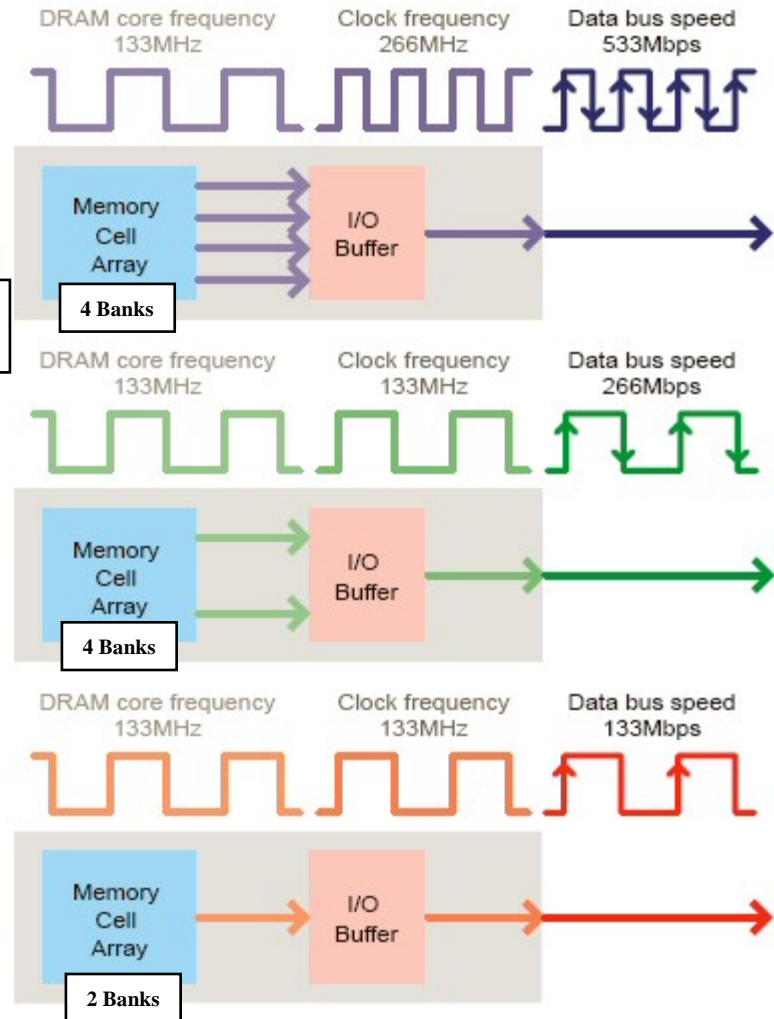 DRAM core frequency
133MHz
Clock frequency
266MHz
Data bus speed
533Mbps
Memory
Cell
Array
I/O
Buffer
4 Banks
DRAM core frequency
133MHz
Clock frequency
133MHz
Data bus speed
266Mbps
Memory
Cell
Array
I/O
Buffer
4 Banks
DRAM core frequency
133MHz
Clock frequency
133MHz
Data bus speed
133Mbps
Memory
Cell
Array
I/O
Buffer
2 Banks